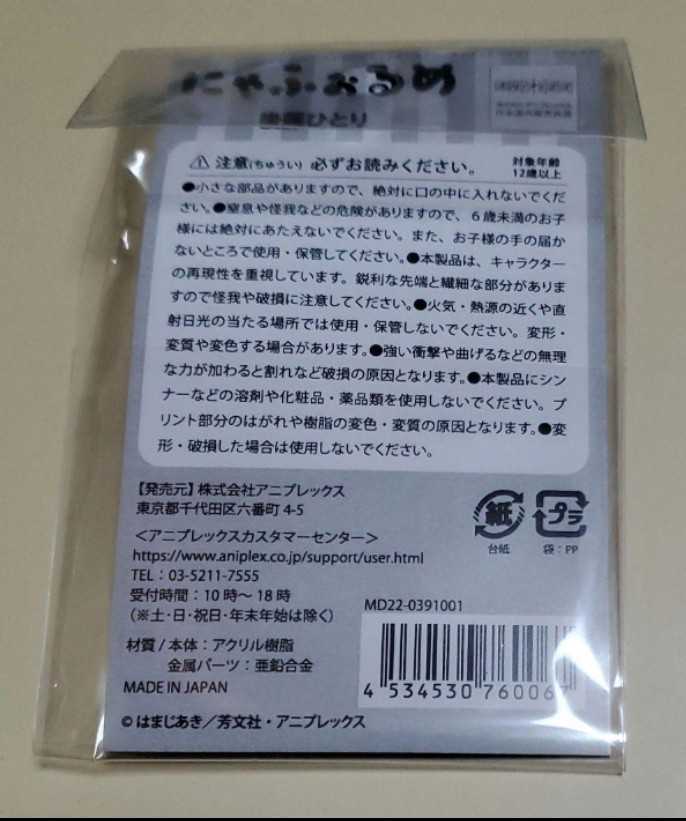 にゃふぉるめ
後藤ひとり
⚠ 注意(ちゅうい) 必ずお読みください。
対象年齢
12歳以上
●小さな部品がありますので、絶対に口の中に入れないでくだ
さい。●窒息や怪我などの危険がありますので、6歳未満のお子
様には絶対にあたえないでください。また、お子様の手の届か
ないところで使用・保管してください。●本製品は、キャラクター
の再現性を重視しています。鋭利な先端と繊細な部分がありま
すので怪我や破損に注意してください。●火気・熱源の近くや直
射日光の当たる場所では使用・保管しないでください。変形・
変質や変色する場合があります。●強い衝撃や曲げるなどの無理
な力が加わると割れなど破損の原因となります。●本製品にシン
ナーなどの溶剤や化粧品・薬品類を使用しないでください。プ
リント部分のはがれや樹脂の変色・変質の原因となります。●変
形・破損した場合は使用しないでください。
【発売元】株式会社アニプレックス
東京都千代田区六番町 4-5
<アニプレックスカスタマーセンター>
https://www.aniplex.co.jp/support/user.html
TEL : 03-5211-7555
受付時間：10時～18時
(※土・日・祝日・年末年始は除く)
紙
台紙
プラ
袋：PP
材質 / 本体：アクリル樹脂
金属パーツ：亜鉛合金
MADE IN JAPAN
MD22-0391001
4 534530 760067
©はまじあき／芳文社・アニプレックス